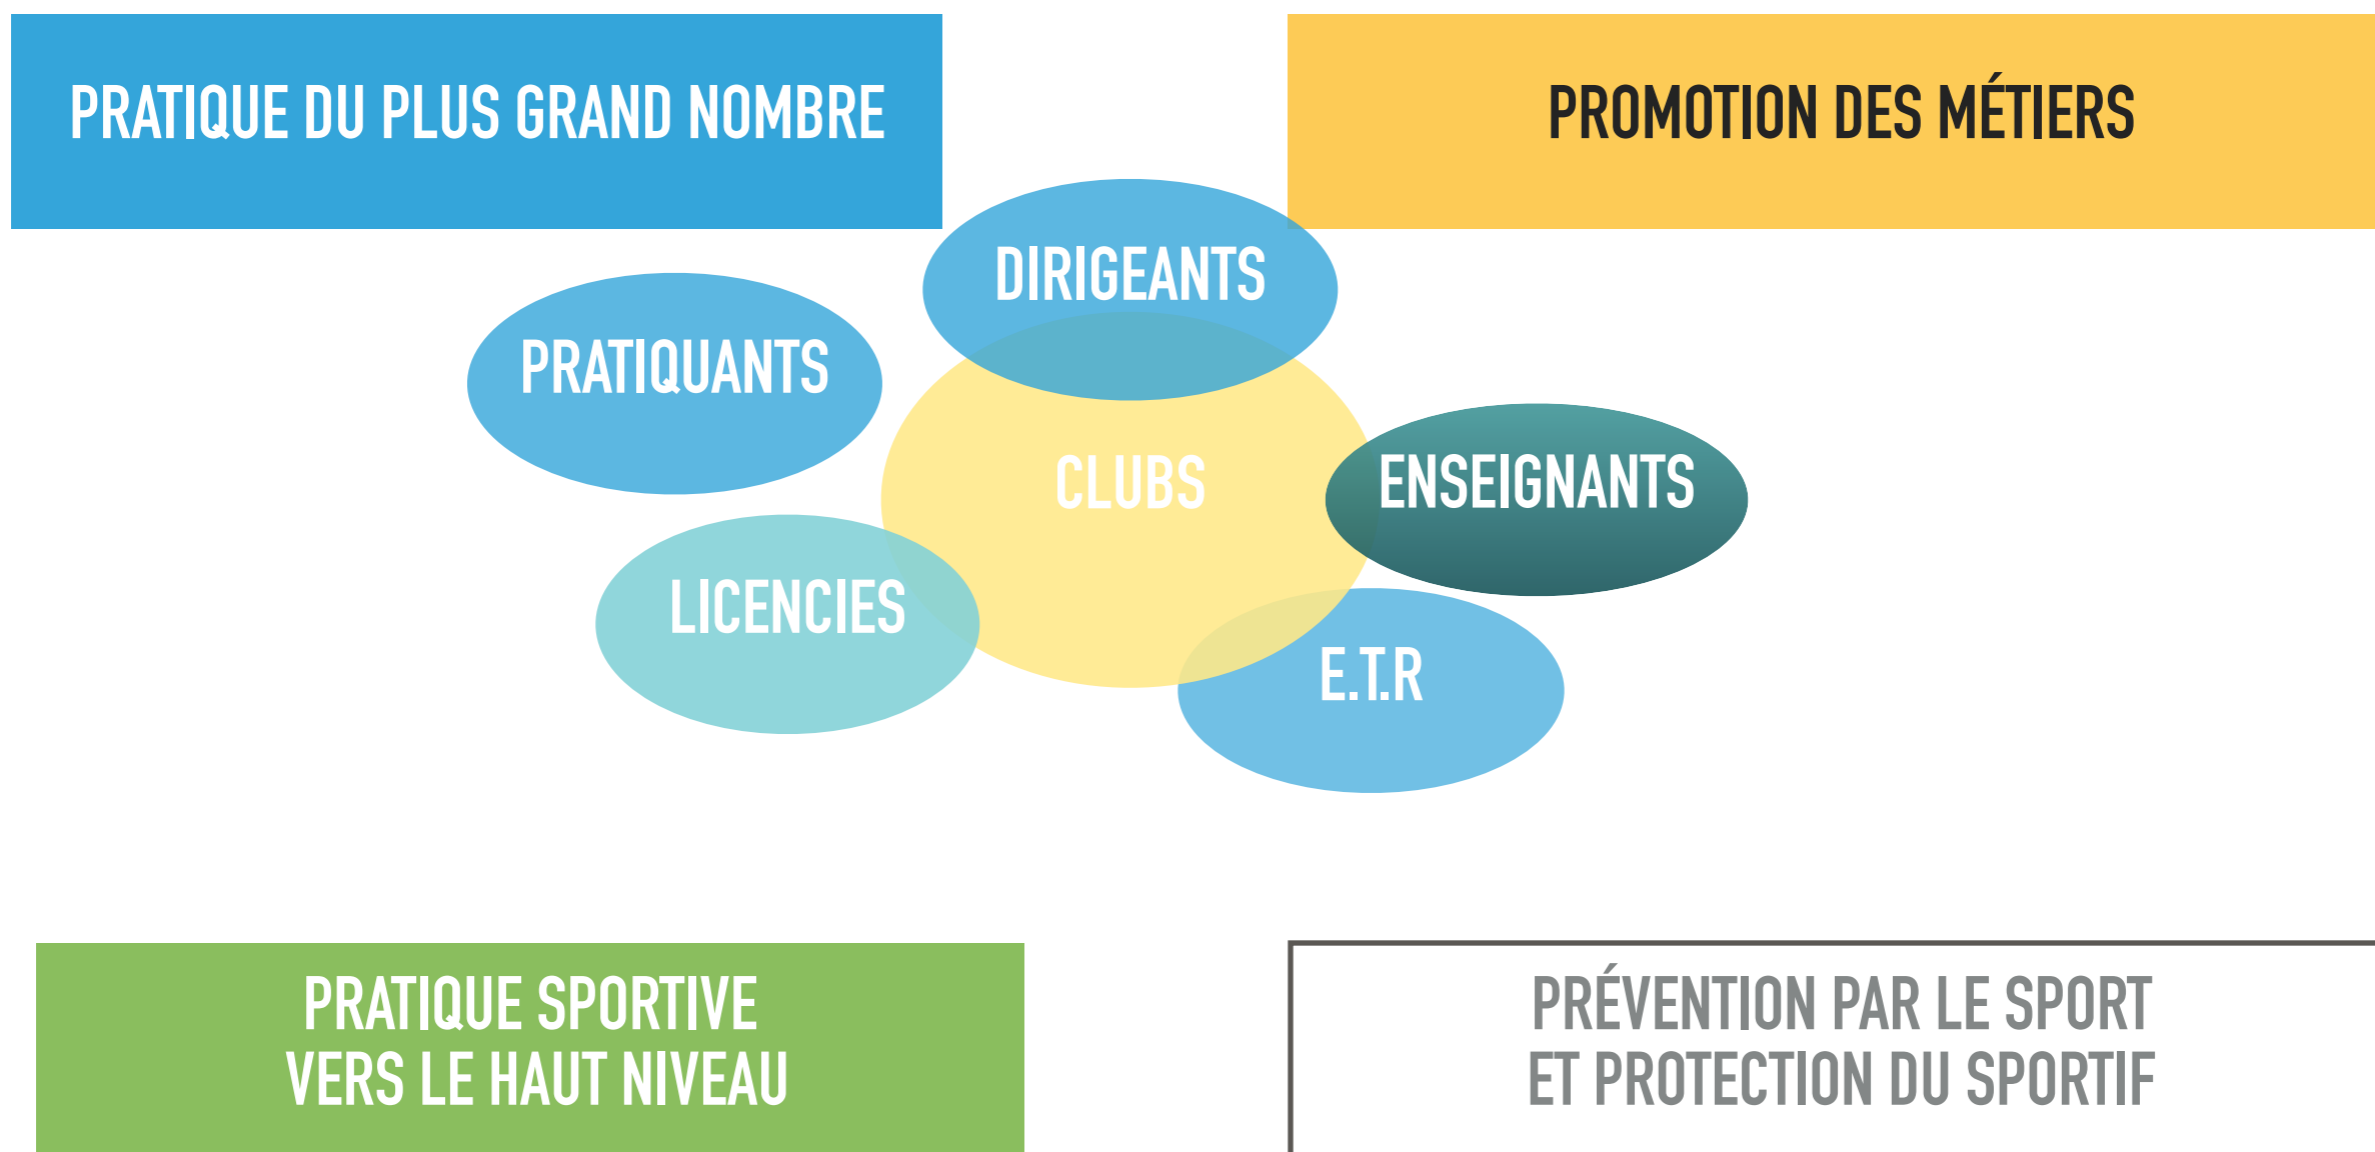 PRATIQUE DU PLUS GRAND NOMBRE
PROMOTION DES MÉTIERS
DIRIGEANTS
PRATIQUANTS
CLUBS
ENSEIGNANTS
LICENCIES
E.T.R
PRATIQUE SPORTIVE
VERS LE HAUT NIVEAU
PRÉVENTION PAR LE SPORT
ET PROTECTION DU SPORTIF